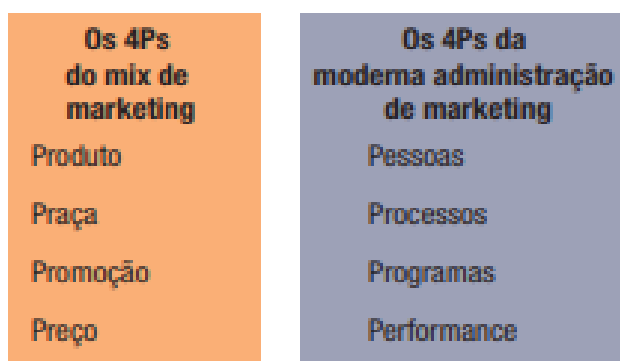 Os 4Ps
do mix de
marketing
Produto
Praça
Promoção
Preço
Os 4Ps da
moderna administração
de marketing
Pessoas
Processos
Programas
Performance